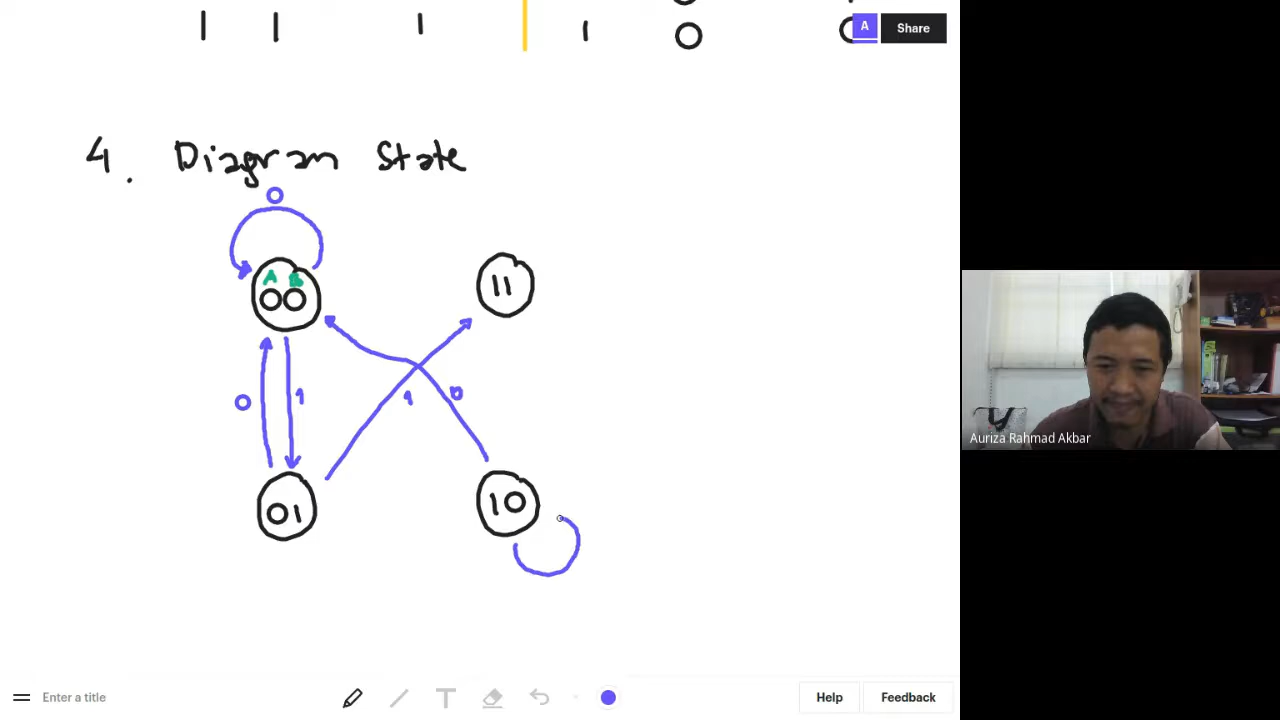 1 1 1 1 0
A Share
4. Diagram State
0
A B
00
11
0 1 1 0
01
10
Auriza Rahmad Akbar
Enter a title T Help Feedback